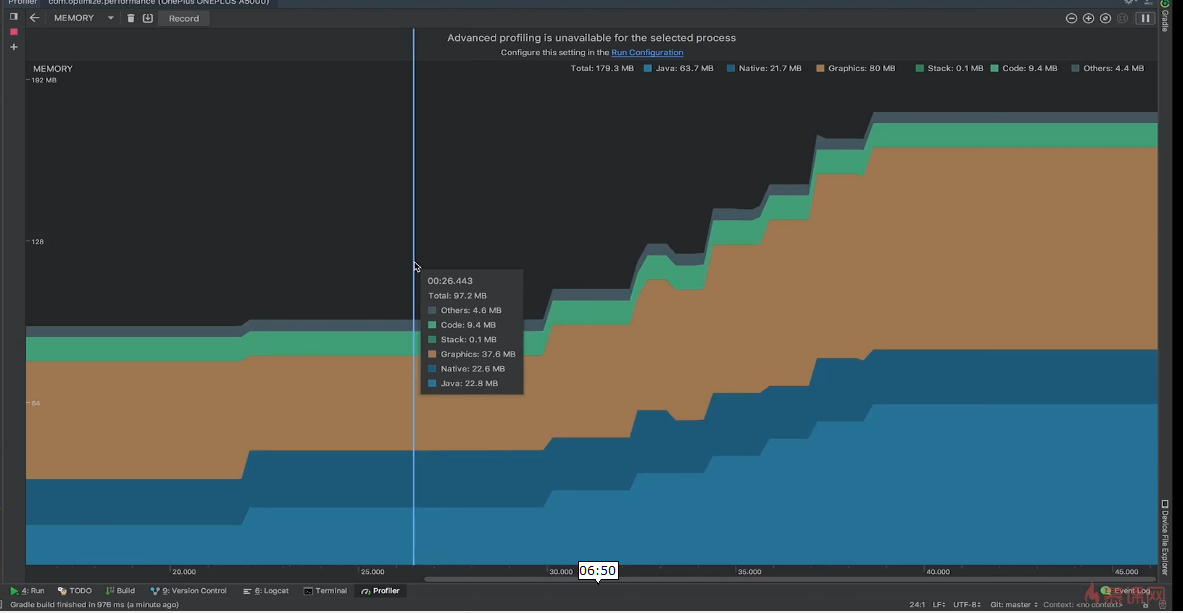 Profiler com.optimize.performance (OnePlus ONEPLUS A5000)
MEMORY Record
Advanced profiling is unavailable for the selected process
Configure this setting in the Run Configuration
MEMORY Total: 179.3 MB Java: 63.7 MB Native: 21.7 MB Graphics: 80 MB Stack: 0.1 MB Code: 9.4 MB Others: 4.4 MB
192 MB
128
64
00:26.443
Total: 97.2 MB
Others: 4.6 MB
Code: 9.4 MB
Stack: 0.1 MB
Graphics: 37.6 MB
Native: 22.6 MB
Java: 22.8 MB
20.000 25.000 30.000 35.000 40.000 45.000
06:50
4: Run TODO Build 9: Version Control 6: Logcat Terminal Profiler Event Log
Gradle build finished in 976 ms (a minute ago) 24:1 LF UTF-8 Git: master Context: <no context>
Gradle
Device File Explorer
慕课网